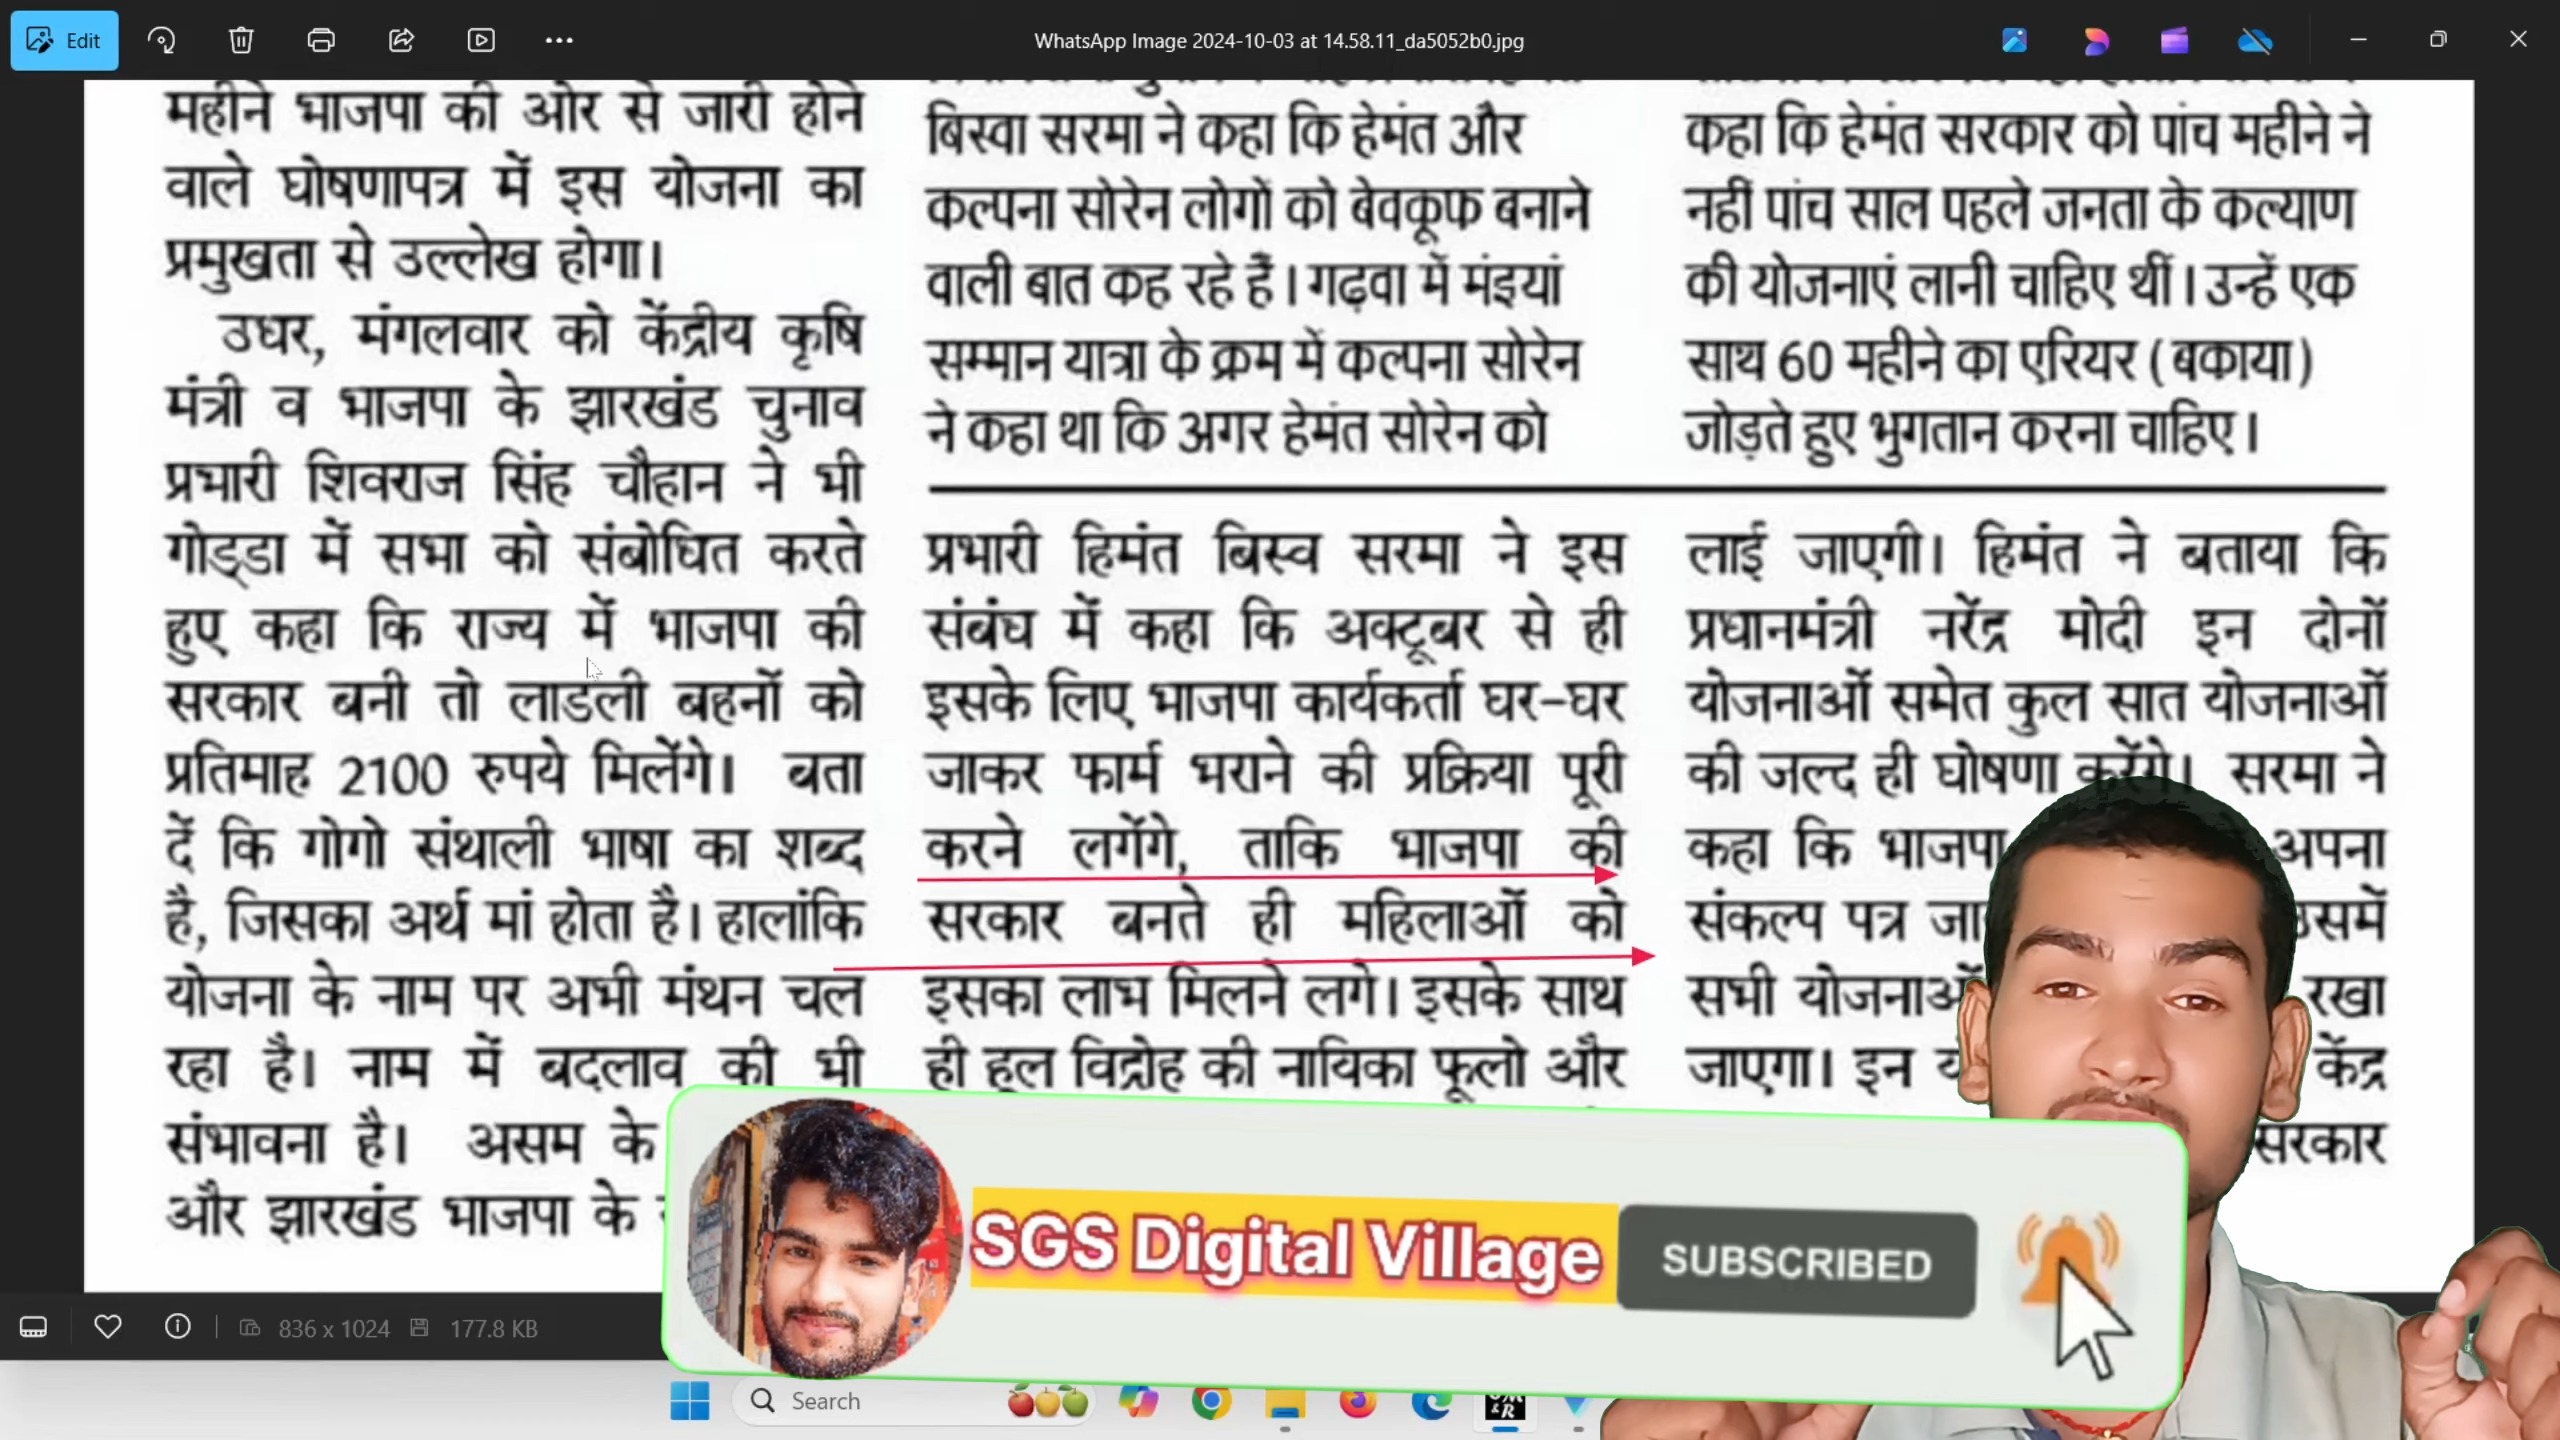 Edit
WhatsApp Image 2024-10-03 at 14.58.11_da5052b0.jpg
महीने भाजपा की ओर से जारी होने
वाले घोषणापत्र में इस योजना का
प्रमुखता से उल्लेख होगा।
उधर, मंगलवार को केंद्रीय कृषि
मंत्री व भाजपा के झारखंड चुनाव
प्रभारी शिवराज सिंह चौहान ने भी
गोड्डा में सभा को संबोधित करते
हुए कहा कि राज्य में भाजपा की
सरकार बनी तो लाडली बहनों को
प्रतिमाह 2100 रुपये मिलेंगे। बता
दें कि गोगो संथाली भाषा का शब्द
है, जिसका अर्थ मां होता है। हालांकि
योजना के नाम पर अभी मंथन चल
रहा है। नाम में बदलाव की भी
संभावना है। असम के
और झारखंड भाजपा के
बिस्वा सरमा ने कहा कि हेमंत और
कल्पना सोरेन लोगों को बेवकूफ बनाने
वाली बात कह रहे हैं। गढ़वा में मंइयां
सम्मान यात्रा के क्रम में कल्पना सोरेन
ने कहा था कि अगर हेमंत सोरेन को
कहा कि हेमंत सरकार को पांच महीने ने
नहीं पांच साल पहले जनता के कल्याण
की योजनाएं लानी चाहिए थीं। उन्हें एक
साथ 60 महीने का एरियर (बकाया)
जोड़ते हुए भुगतान करना चाहिए।
प्रभारी हिमंत बिस्व सरमा ने इस
संबंध में कहा कि अक्टूबर से ही
इसके लिए भाजपा कार्यकर्ता घर-घर
जाकर फार्म भराने की प्रक्रिया पूरी
करने लगेंगे, ताकि भाजपा की
सरकार बनते ही महिलाओं को
इसका लाभ मिलने लगे। इसके साथ
ही हूल विद्रोह की नायिका फूलो और
लाई जाएगी। हिमंत ने बताया कि
प्रधानमंत्री नरेंद्र मोदी इन दोनों
योजनाओं समेत कुल सात योजनाओं
की जल्द ही घोषणा करेंगे। सरमा ने
कहा कि भाजपा अपना
संकल्प पत्र उसमें
सभी रखा
जाएगा। इन केंद्र
सरकार
SGS Digital Village
SUBSCRIBED
836 x 1024 177.8 KB
Search